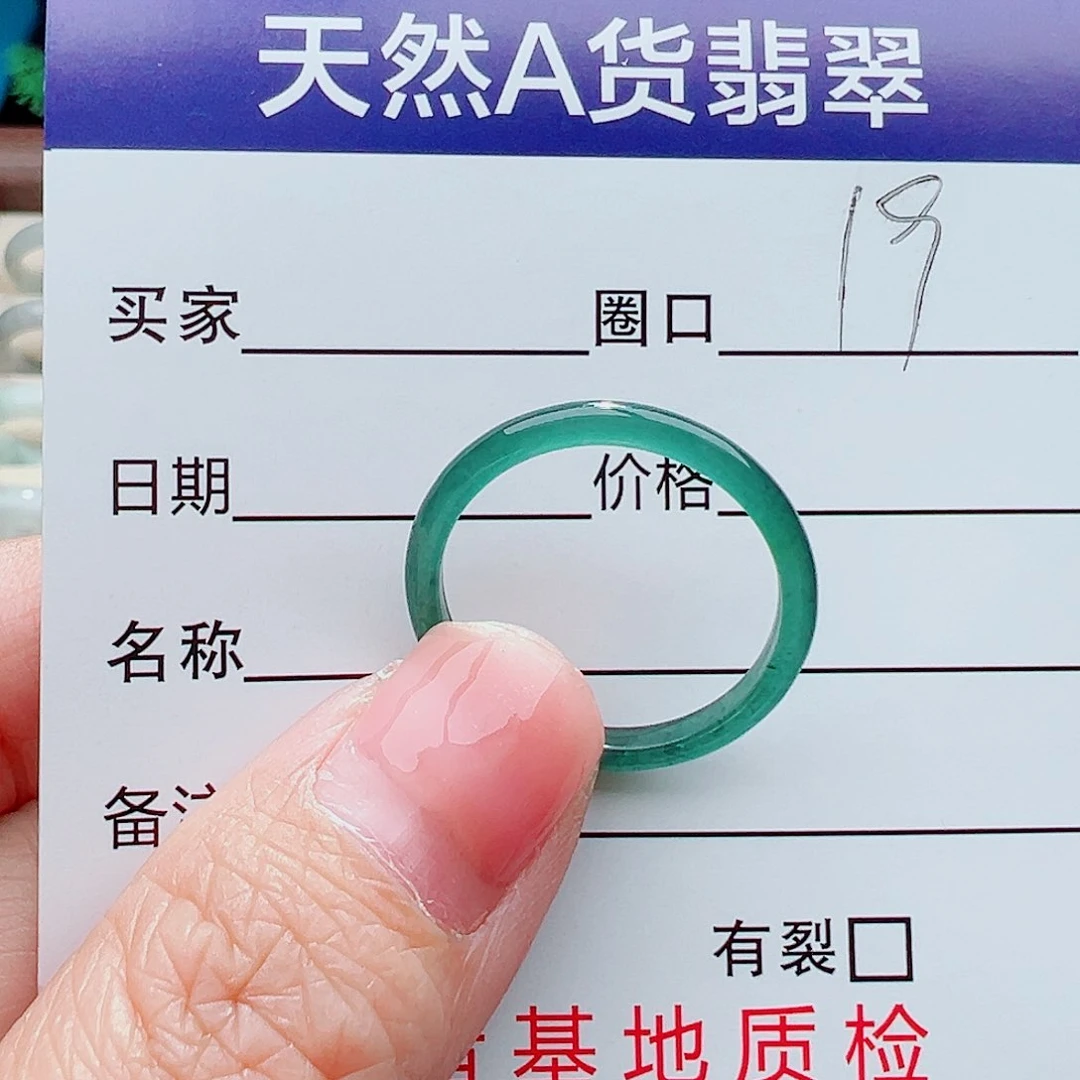 天然A货翡翠
买家 圈口 19
日期 价格
名称
备注
有裂
基地质检